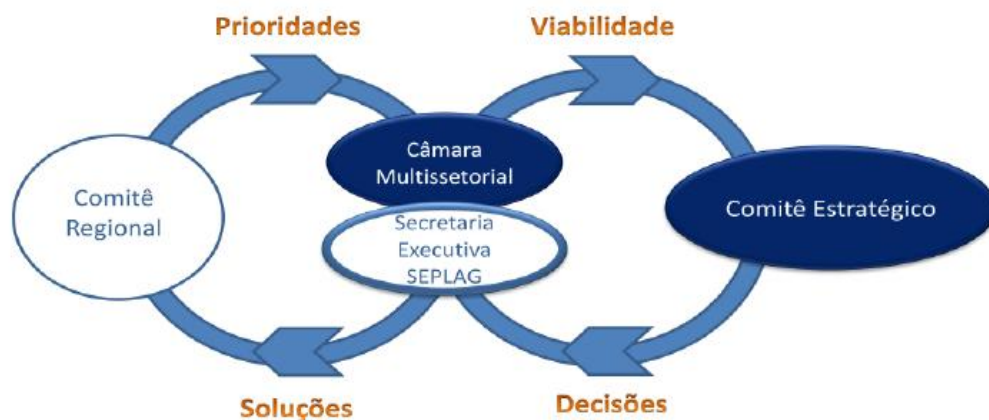 Prioridades
Viabilidade
Câmara
Multissetorial
Comitê
Regional
Comitê Estratégico
Secretaria
Executiva
SEPLAG
Soluções
Decisões